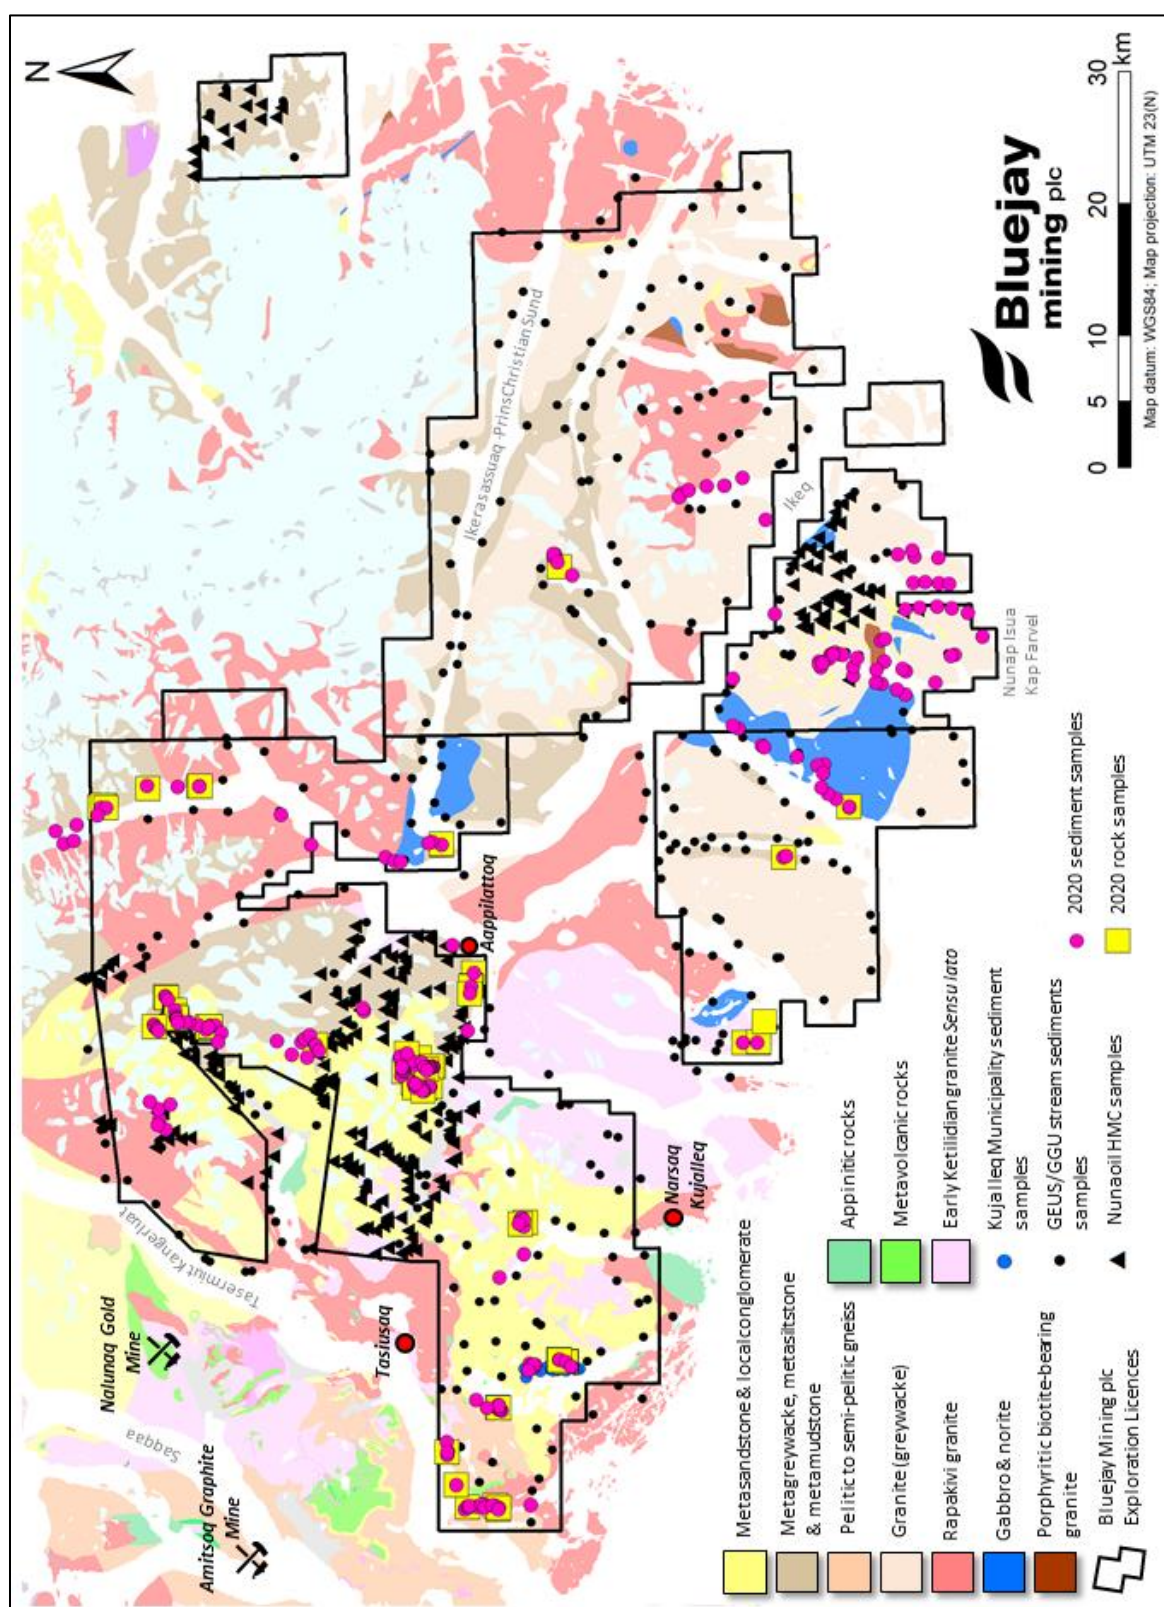 N
Nalunaq Gold
Mine
Amitsoq Graphite
Mine
Saqqaa
Tasermiut Kangerluat
Tasiusaq
Aappilattoq
Narsaq
Kujalleq
Ikerasassuaq - Prins Christian Sund
Ikeq
Nunap Isua
Kap Farvel
Metasandstone & local conglomerate
Metagreywacke, metasiltstone
& metamudstone
Pelitic to semi-pelitic gneiss
Granite (greywacke)
Rapakivi granite
Gabbro & norite
Porphyritic biotite-bearing
granite
Bluejay Mining plc
Exploration Licences
Appinitic rocks
Metavolcanic rocks
Early Ketilidian granite Sensu lato
Kujalleq Municipality sediment
samples
GEUS/GGU stream sediments
samples
Nunaoil HMC samples
2020 sediment samples
2020 rock samples
Bluejay
mining plc
0 5 10 20 30
km
Map datum: WGS84; Map projection: UTM 23(N)